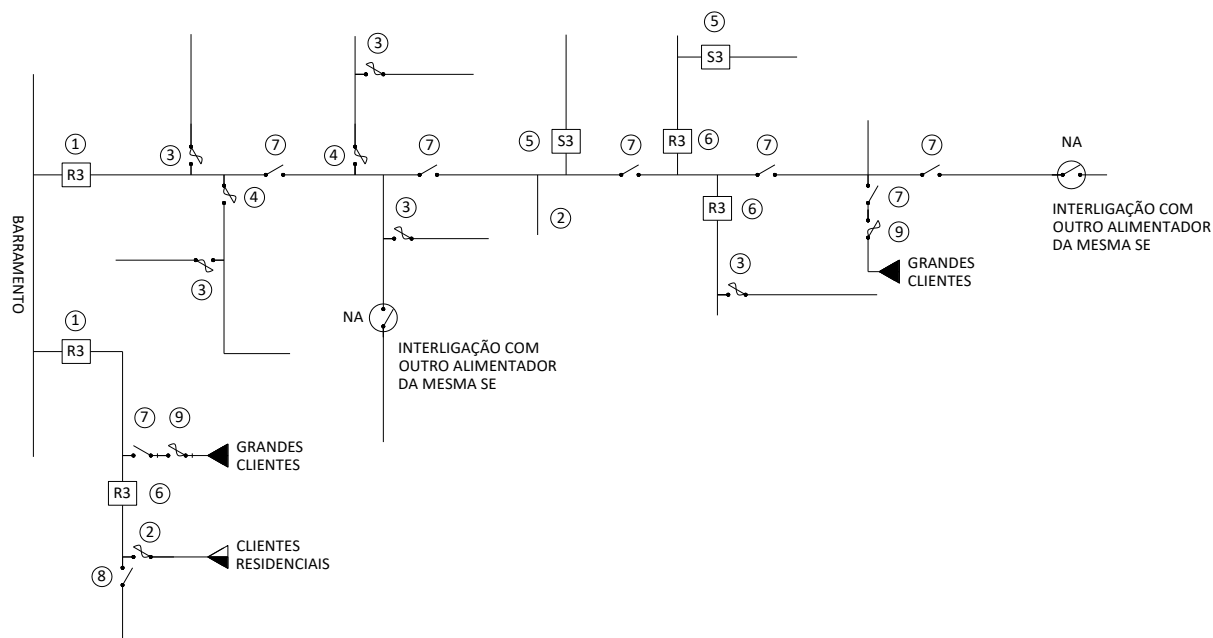 5
3
S3
1
7
7
5
7
6
7
7
NA
R3
3
4
S3
R3
4
3
2
R3
6
7
9
INTERLIGAÇÃO COM
OUTRO ALIMENTADOR
DA MESMA SE
BARRAMENTO
3
3
GRANDES
CLIENTES
1
NA
R3
INTERLIGAÇÃO COM
OUTRO ALIMENTADOR
DA MESMA SE
7
9
GRANDES
CLIENTES
R3
6
2
CLIENTES
RESIDENCIAIS
8